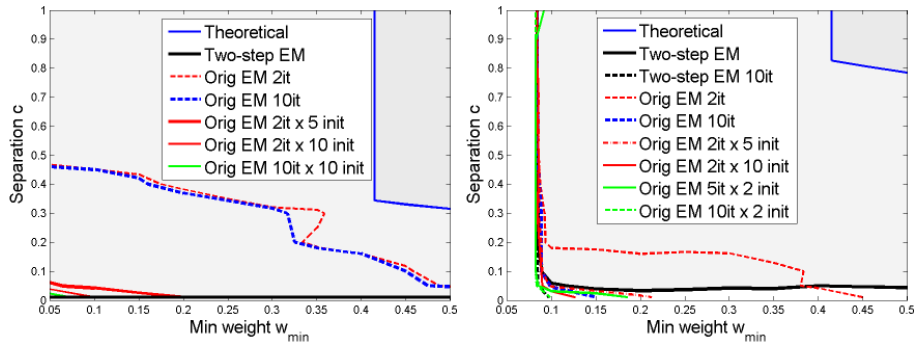 Separation c
1
0.9
0.8
0.7
0.6
0.5
0.4
0.3
0.2
0.1
0
Theoretical
Two-step EM
Orig EM 2it
Orig EM 10it
Orig EM 2it x 5 init
Orig EM 2it x 10 init
Orig EM 10it x 10 init
0.05 0.1 0.15 0.2 0.25 0.3 0.35 0.4 0.45 0.5
Min weight w_min
Separation c
1
0.9
0.8
0.7
0.6
0.5
0.4
0.3
0.2
0.1
0
Theoretical
Two-step EM
Two-step EM 10it
Orig EM 2it
Orig EM 10it
Orig EM 2it x 5 init
Orig EM 2it x 10 init
Orig EM 5it x 2 init
Orig EM 10it x 2 init
0.05 0.1 0.15 0.2 0.25 0.3 0.35 0.4 0.45 0.5
Min weight w_min